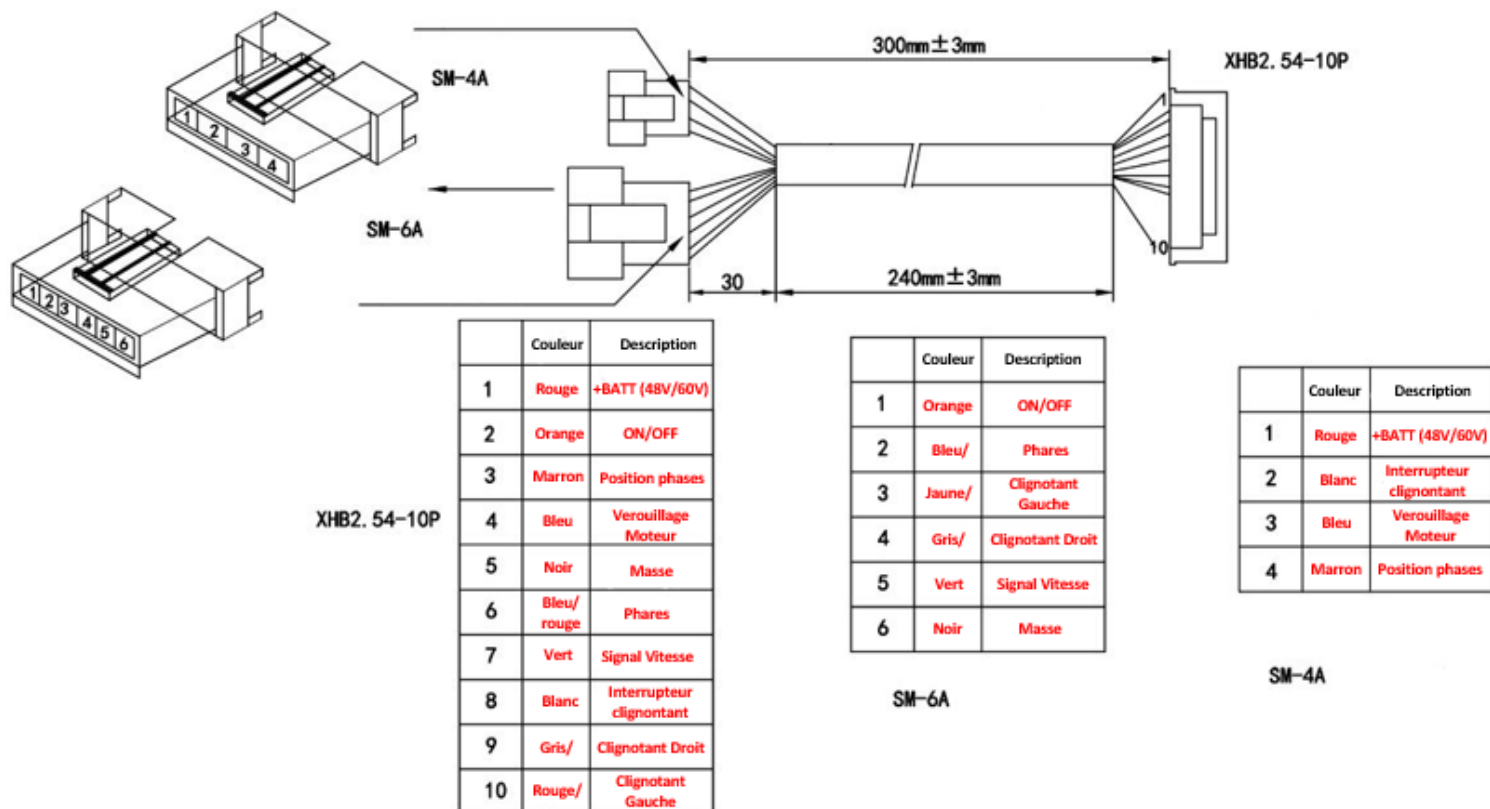 300mm±3mm
XHB2.54-10P
SM-4A
1
1 2 3 4
SM-6A
10
30
240mm±3mm
1 2 3 4 5 6
Couleur Description
1 Rouge +BATT (48V/60V)
2 Orange ON/OFF
3 Marron Position phases
XHB2.54-10P
4 Bleu Verouillage
Moteur
5 Noir Masse
6 Bleu/
rouge Phares
7 Vert Signal Vitesse
8 Blanc Interrupteur
clignontant
9 Gris/ Clignotant Droit
10 Rouge/ Clignotant
Gauche
Couleur Description
1 Orange ON/OFF
2 Bleu/ Phares
3 Jaune/ Clignotant
Gauche
4 Gris/ Clignotant Droit
5 Vert Signal Vitesse
6 Noir Masse
SM-6A
Couleur Description
1 Rouge +BATT (48V/60V)
2 Blanc Interrupteur
clignontant
3 Bleu Verouillage
Moteur
4 Marron Position phases
SM-4A